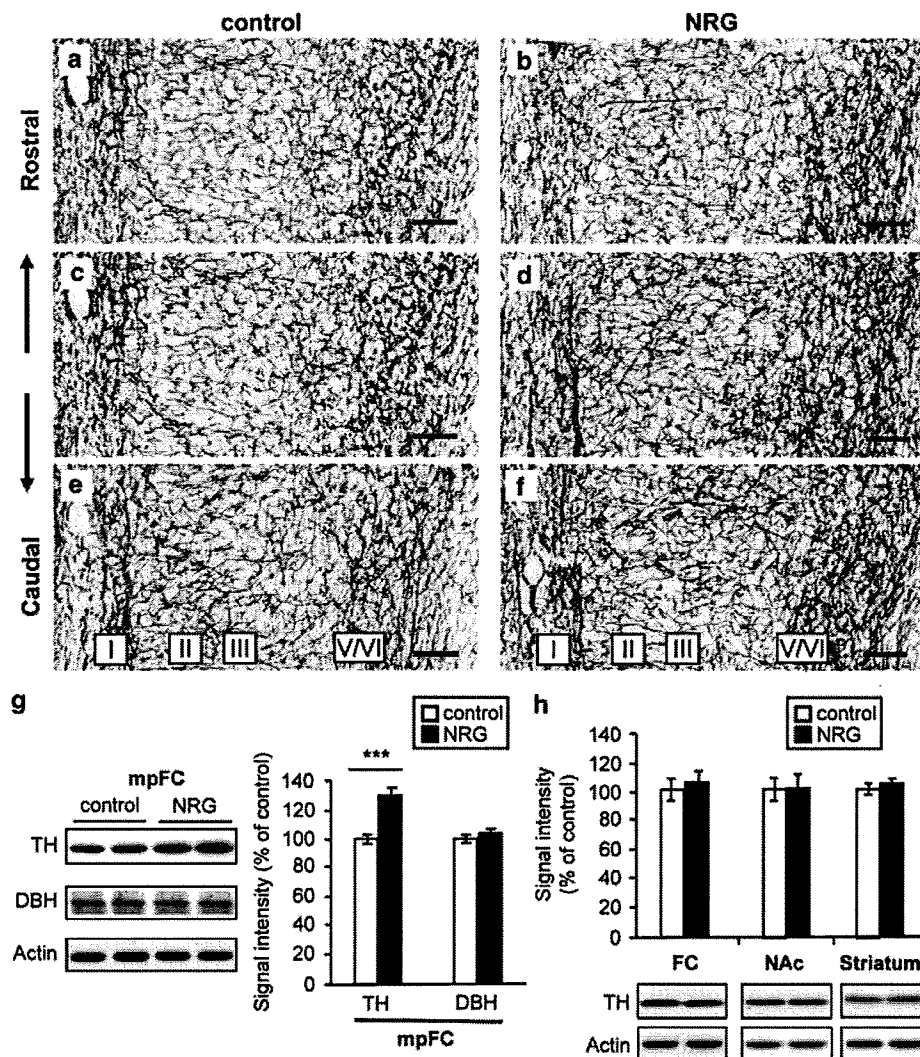 control NRG
a b
Rostral
c d
e f
Caudal
I II III V/VI I II III V/VI
g
control
NRG
mpFC
control NRG
TH
DBH
Actin
Signal intensity (% of control)
140
120
***
100
80
60
40
20
0
TH DBH
mpFC
h
control
NRG
Signal intensity
(% of control)
140
120
100
80
60
40
20
0
FC NAc Striatum
TH
Actin